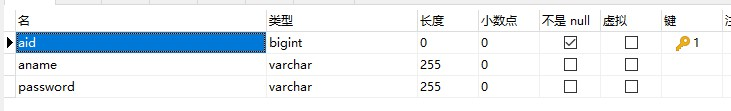 名 类型 长度 小数点 不是 null 虚拟 键
aid bigint 0 0 1
aname varchar 255 0
password varchar 255 0